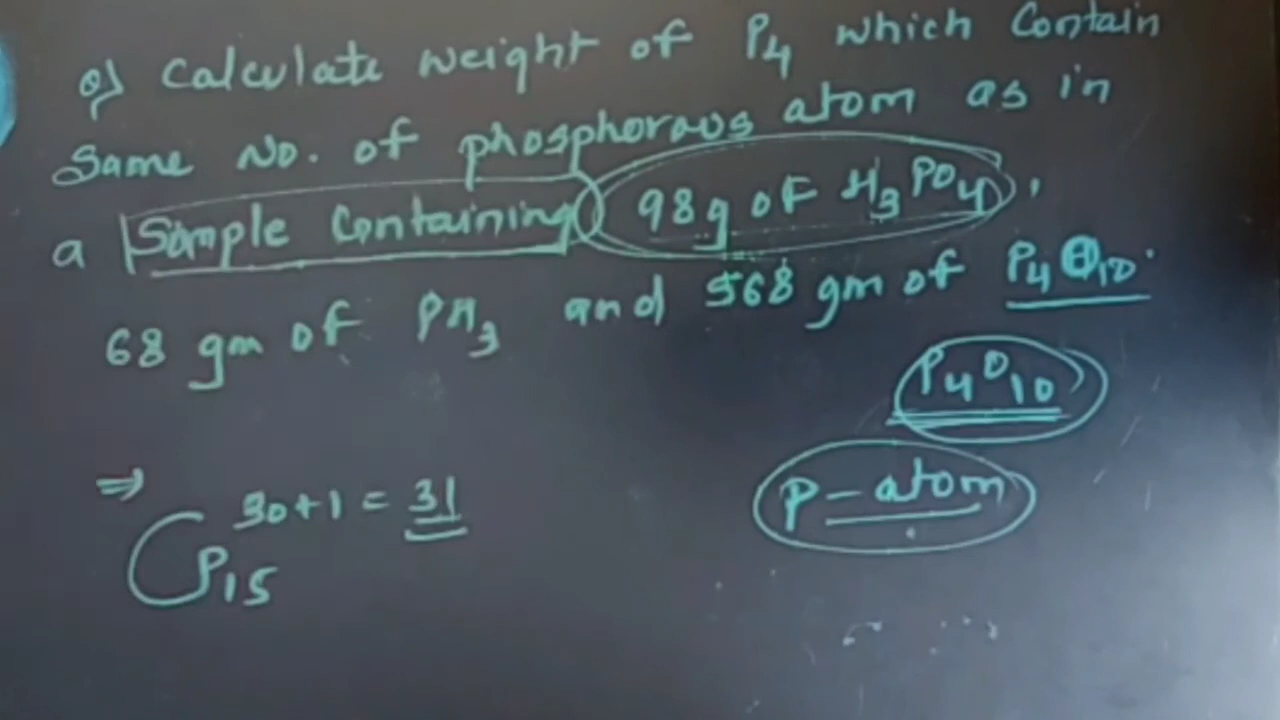 Q) Calculate weight of P4 which Contain
Same No. of phosphorous atom as in
a Sample Containing 98g of H3PO4,
68 gm of PH3 and 568 gm of P4O10.
P4O10
⇒
30+1 = 31
P15
P-atom